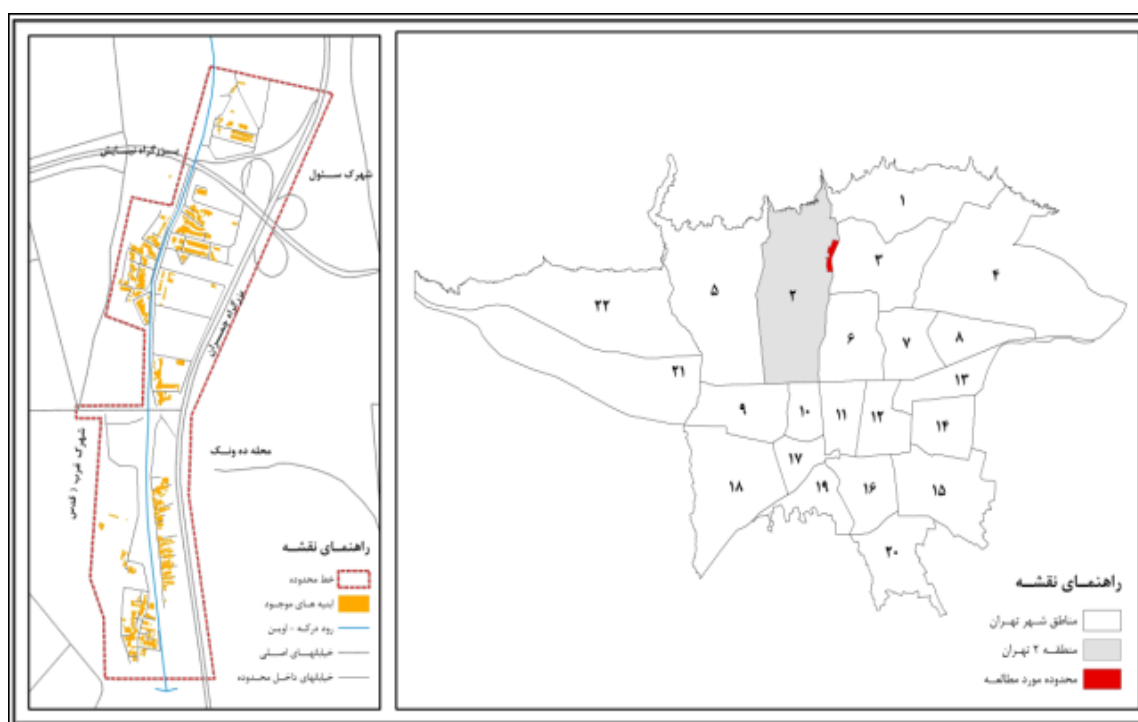 بزرگراه نیایش
شهرک سئول
بزرگراه چمران
شهرک غرب ( قدس
محله ده ونک
راهنمای نقشه
خط محدوده
ابنیه های موجود
رود درکه - اوین
خیابانهای اصلی
خیابانهای داخل محدوده
۱
۳
۴
۵
۲
۲۲
۶
۷
۸
۲۱
۱۳
۹
۱۰
۱۱
۱۲
۱۴
۱۷
۱۸
۱۹
۱۶
۱۵
۲۰
راهنمای نقشه
مناطق شهر تهران
منطقه ۲ تهران
محدوده مورد مطالعه